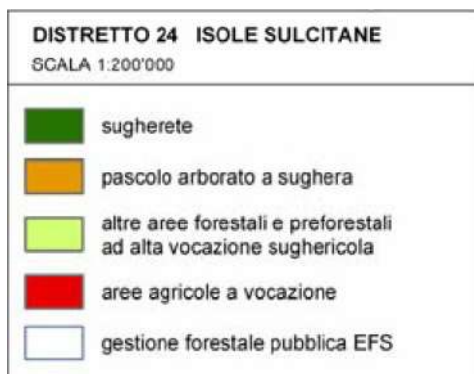 DISTRETTO 24 ISOLE SULCITANE
SCALA 1:200'000
sugherete
pascolo arborato a sughera
altre aree forestali e preforestali
ad alta vocazione sughericola
aree agricole a vocazione
gestione forestale pubblica EFS